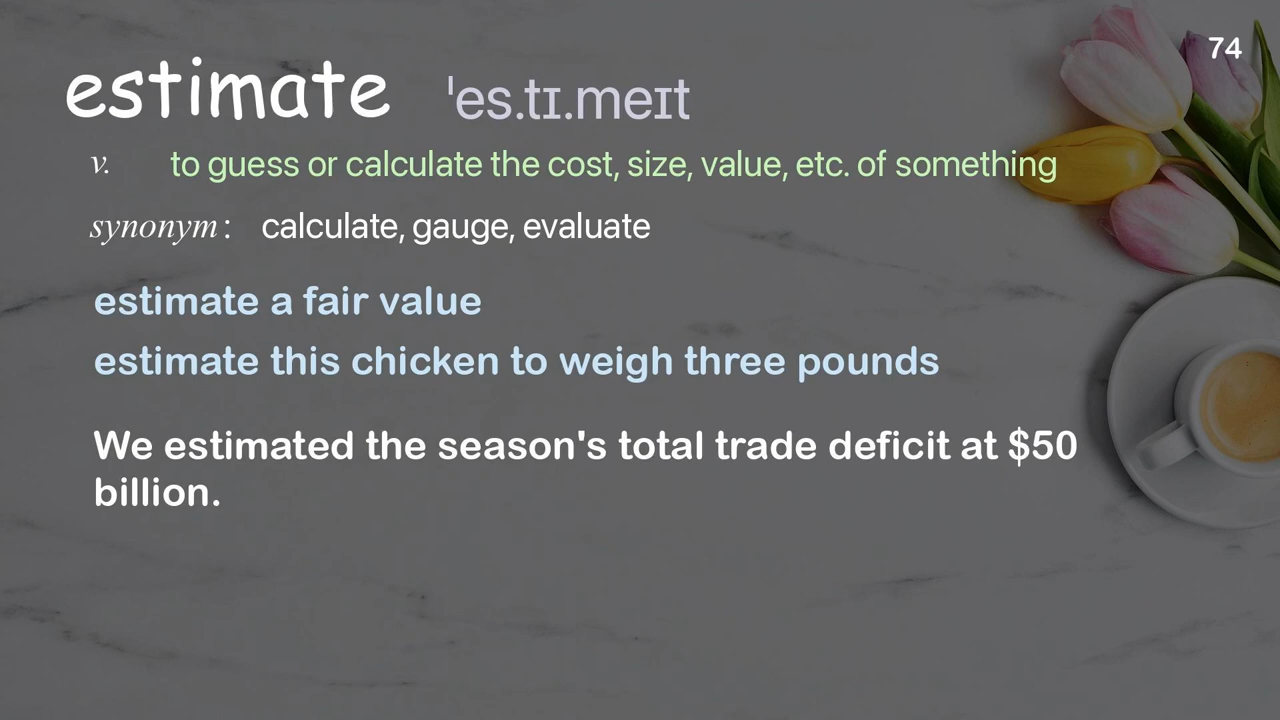 74
estimate ˈes.tɪ.meɪt
v. to guess or calculate the cost, size, value, etc. of something
synonym: calculate, gauge, evaluate
estimate a fair value
estimate this chicken to weigh three pounds
We estimated the season's total trade deficit at $50
billion.